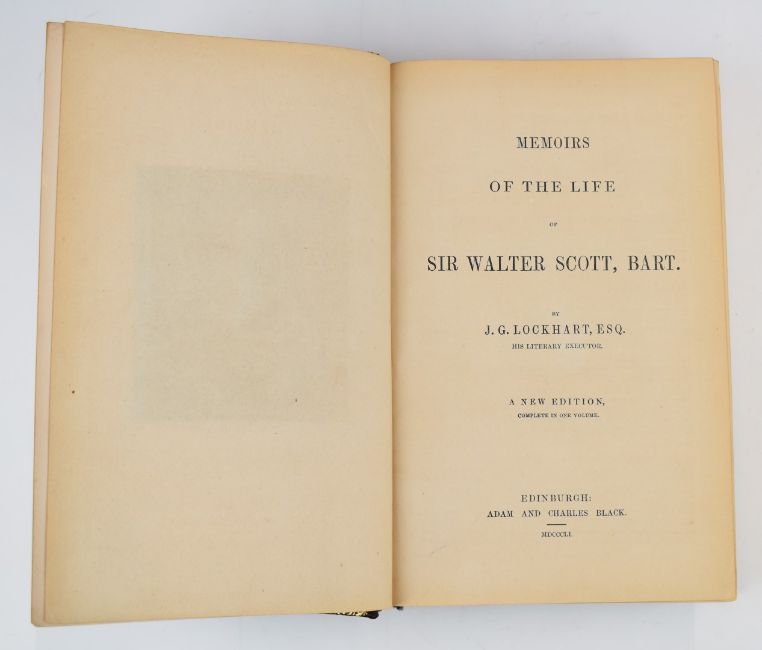 MEMOIRS
OF THE LIFE
OF
SIR WALTER SCOTT, BART.
BY
J. G. LOCKHART, ESQ.
HIS LITERARY EXECUTOR.
A NEW EDITION,
COMPLETE IN ONE VOLUME.
EDINBURGH:
ADAM AND CHARLES BLACK.
MDCCCLI.